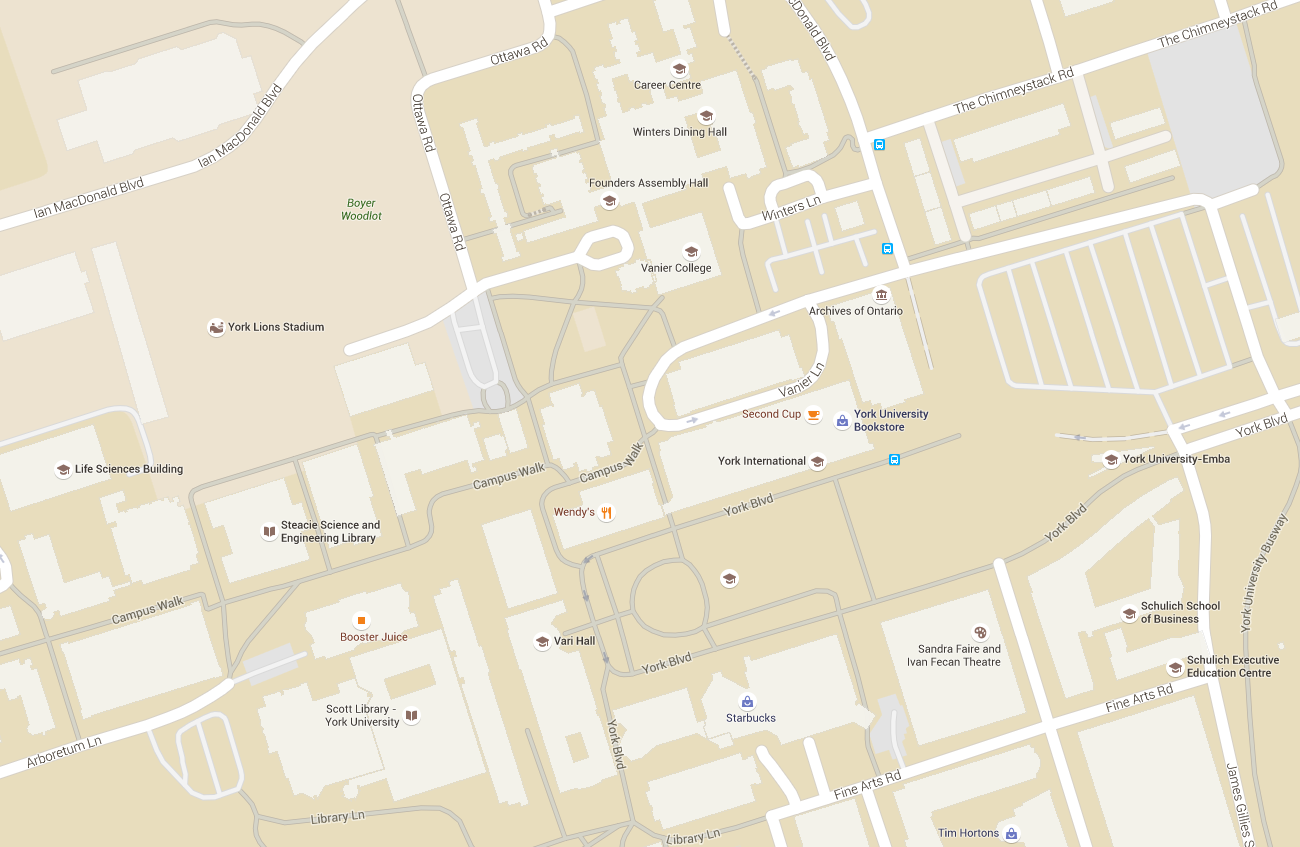 The Chimneystack Rd
MacDonald Blvd
Ottawa Rd
Career Centre
The Chimneystack Rd
Ian MacDonald Blvd
Ottawa Rd
Winters Dining Hall
Founders Assembly Hall
Ian MacDonald Blvd
Boyer
Woodlot
Ottawa Rd
Winters Ln
Vanier College
Archives of Ontario
York Lions Stadium
Vanier Ln
Second Cup
York University
Bookstore
York Blvd
Life Sciences Building
Campus Walk
Campus Walk
York International
York University-Emba
Steacie Science and
Engineering Library
Wendy's
York Blvd
York Blvd
York University Busway
Campus Walk
Booster Juice
Vari Hall
Schulich School
of Business
Sandra Faire and
Ivan Fecan Theatre
York Blvd
Schulich Executive
Education Centre
Scott Library -
York University
Starbucks
Fine Arts Rd
Arboretum Ln
York Blvd
Fine Arts Rd
James Gillies S
Library Ln
Library Ln
Tim Hortons